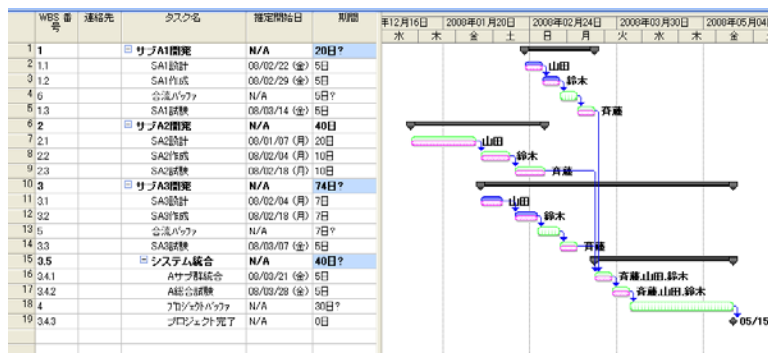 WBS 番号 連絡先 タスク名 推定開始日 期間
年12月16日 2008年01月20日 2008年02月24日 2008年03月30日 2008年05月04
水 木 金 土 日 月 火 水 木 金 土
1 1 サブA1開発 N/A 20日?
2 1.1 SA1設計 08/02/22 (金) 5日 山田
3 1.2 SA1作成 08/02/29 (金) 5日 鈴木
4 6 合流バッファ N/A 5日?
5 1.3 SA1試験 08/03/14 (金) 5日 斉藤
6 2 サブA2開発 N/A 40日
7 2.1 SA2設計 08/01/07 (月) 20日 山田
8 2.2 SA2作成 08/02/04 (月) 10日 鈴木
9 2.3 SA2試験 08/02/18 (月) 10日 斉藤
10 3 サブA3開発 N/A 74日?
11 3.1 SA3設計 08/02/04 (月) 7日 山田
12 3.2 SA3作成 08/02/18 (月) 7日 鈴木
13 5 合流バッファ N/A 7日?
14 3.3 SA3試験 08/03/07 (金) 5日 斉藤
15 3.5 システム統合 N/A 40日?
16 3.4.1 Aサブ群統合 08/03/21 (金) 5日 斉藤,山田,鈴木
17 3.4.2 A総合試験 08/03/28 (金) 5日 斉藤,山田,鈴木
18 4 プロジェクトバッファ 30日?
19 3.4.3 プロジェクト完了 N/A 0日 05/15